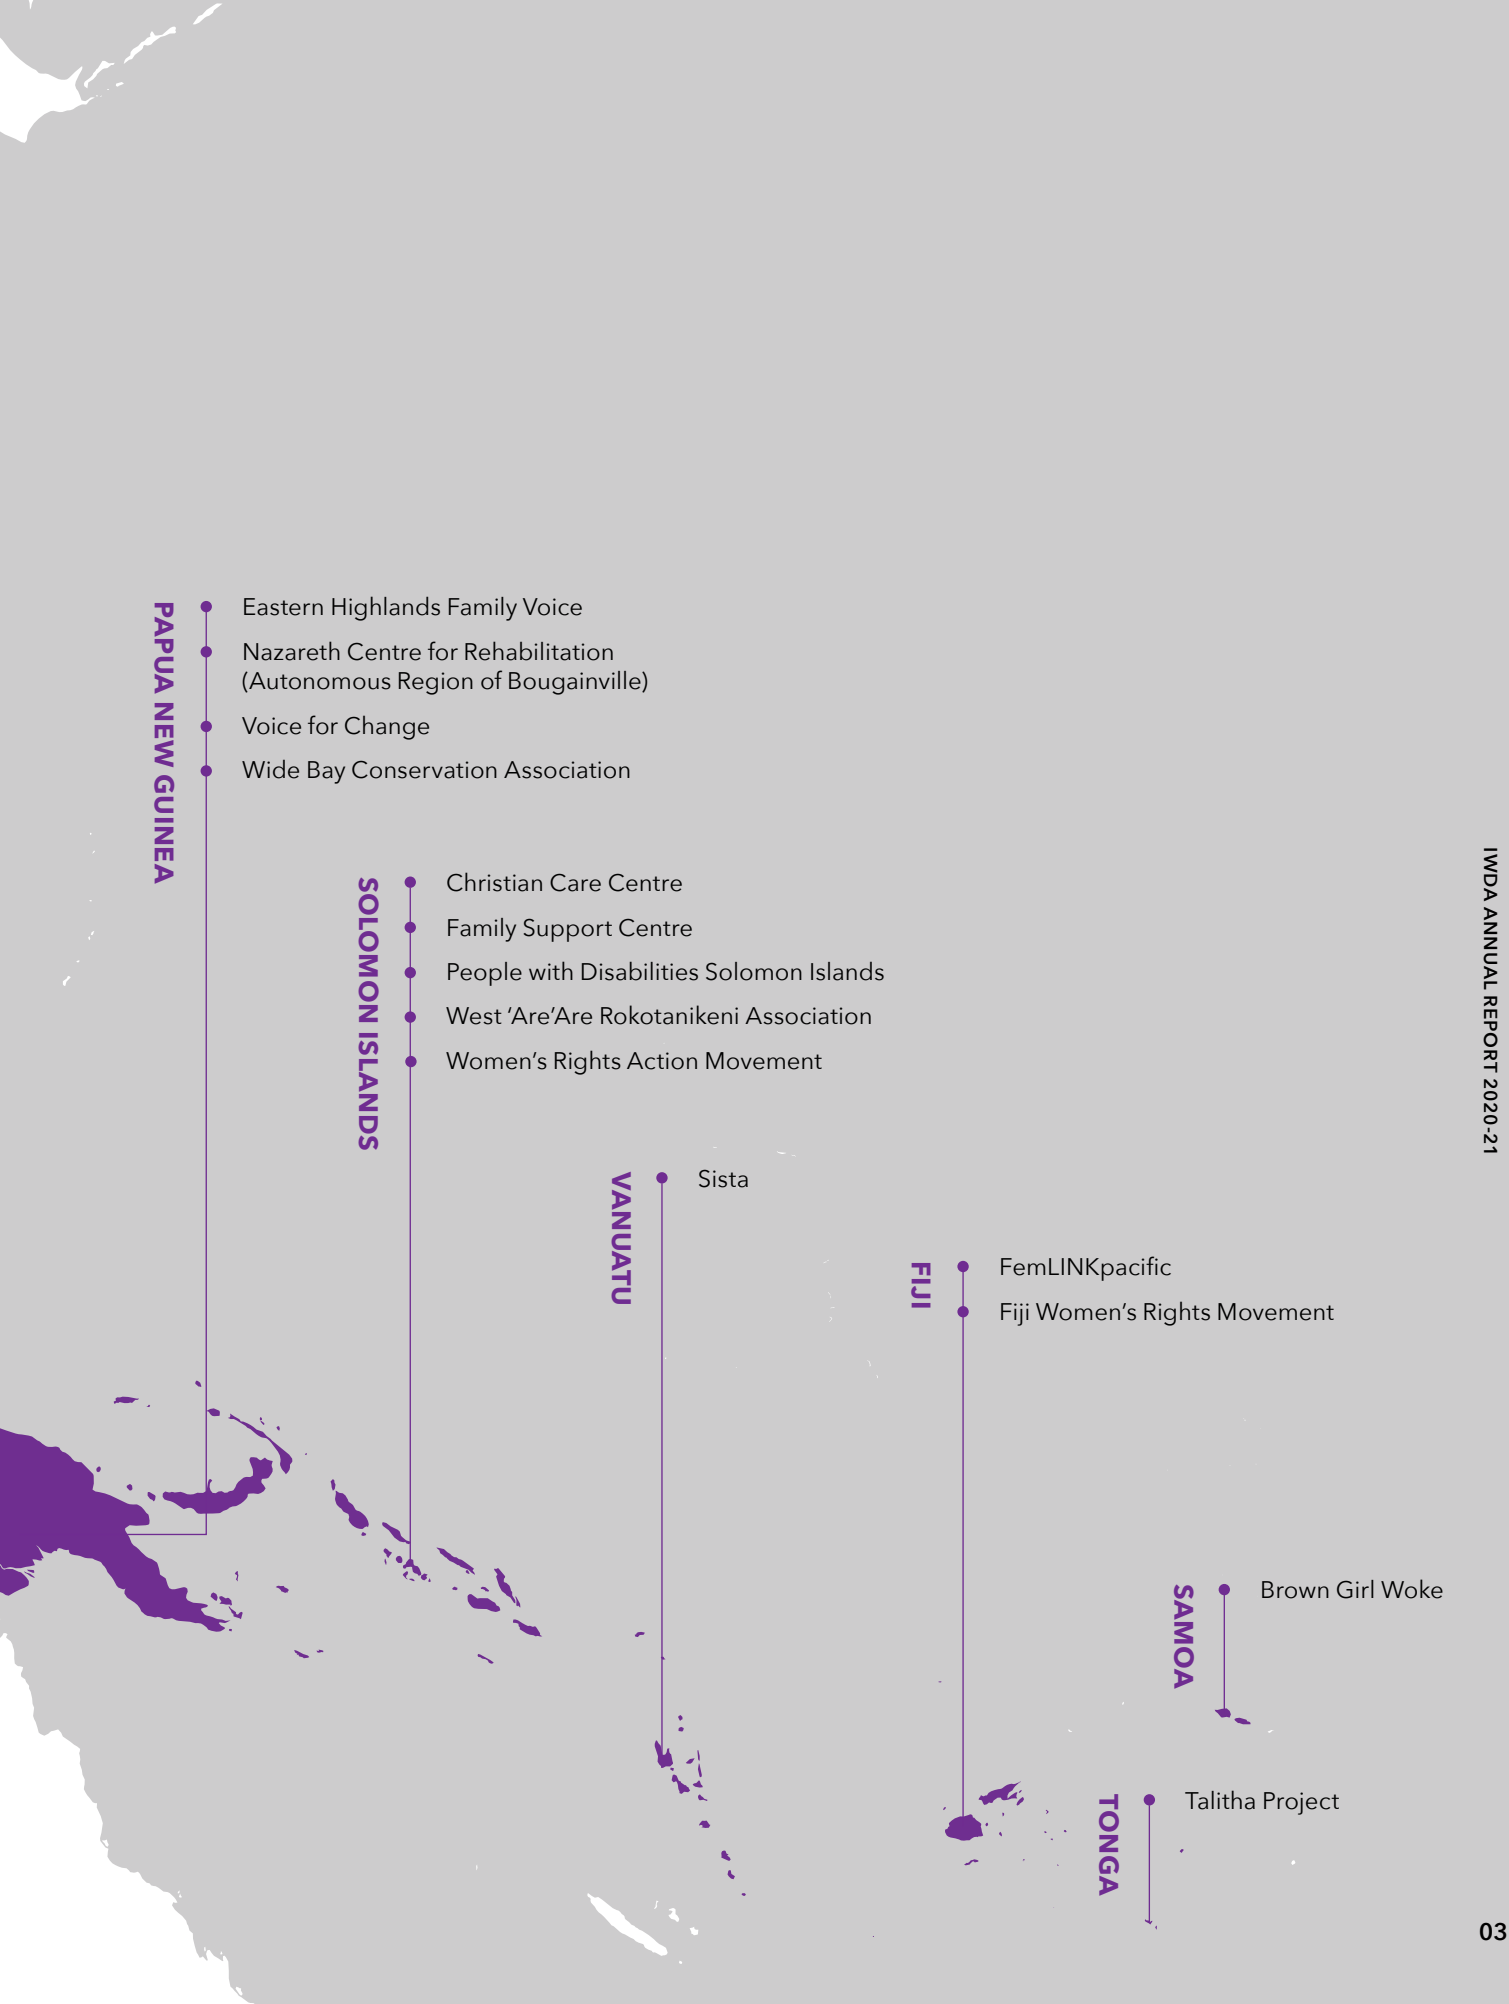 PAPUA NEW GUINEA
Eastern Highlands Family Voice
Nazareth Centre for Rehabilitation
(Autonomous Region of Bougainville)
Voice for Change
Wide Bay Conservation Association
SOLOMON ISLANDS
Christian Care Centre
Family Support Centre
People with Disabilities Solomon Islands
West ‘Are’Are Rokotanikeni Association
Women’s Rights Action Movement
VANUATU
Sista
FIJI
FemLINKpacific
Fiji Women’s Rights Movement
SAMOA
Brown Girl Woke
TONGA
Talitha Project
IWDA ANNUAL REPORT 2020-21
03